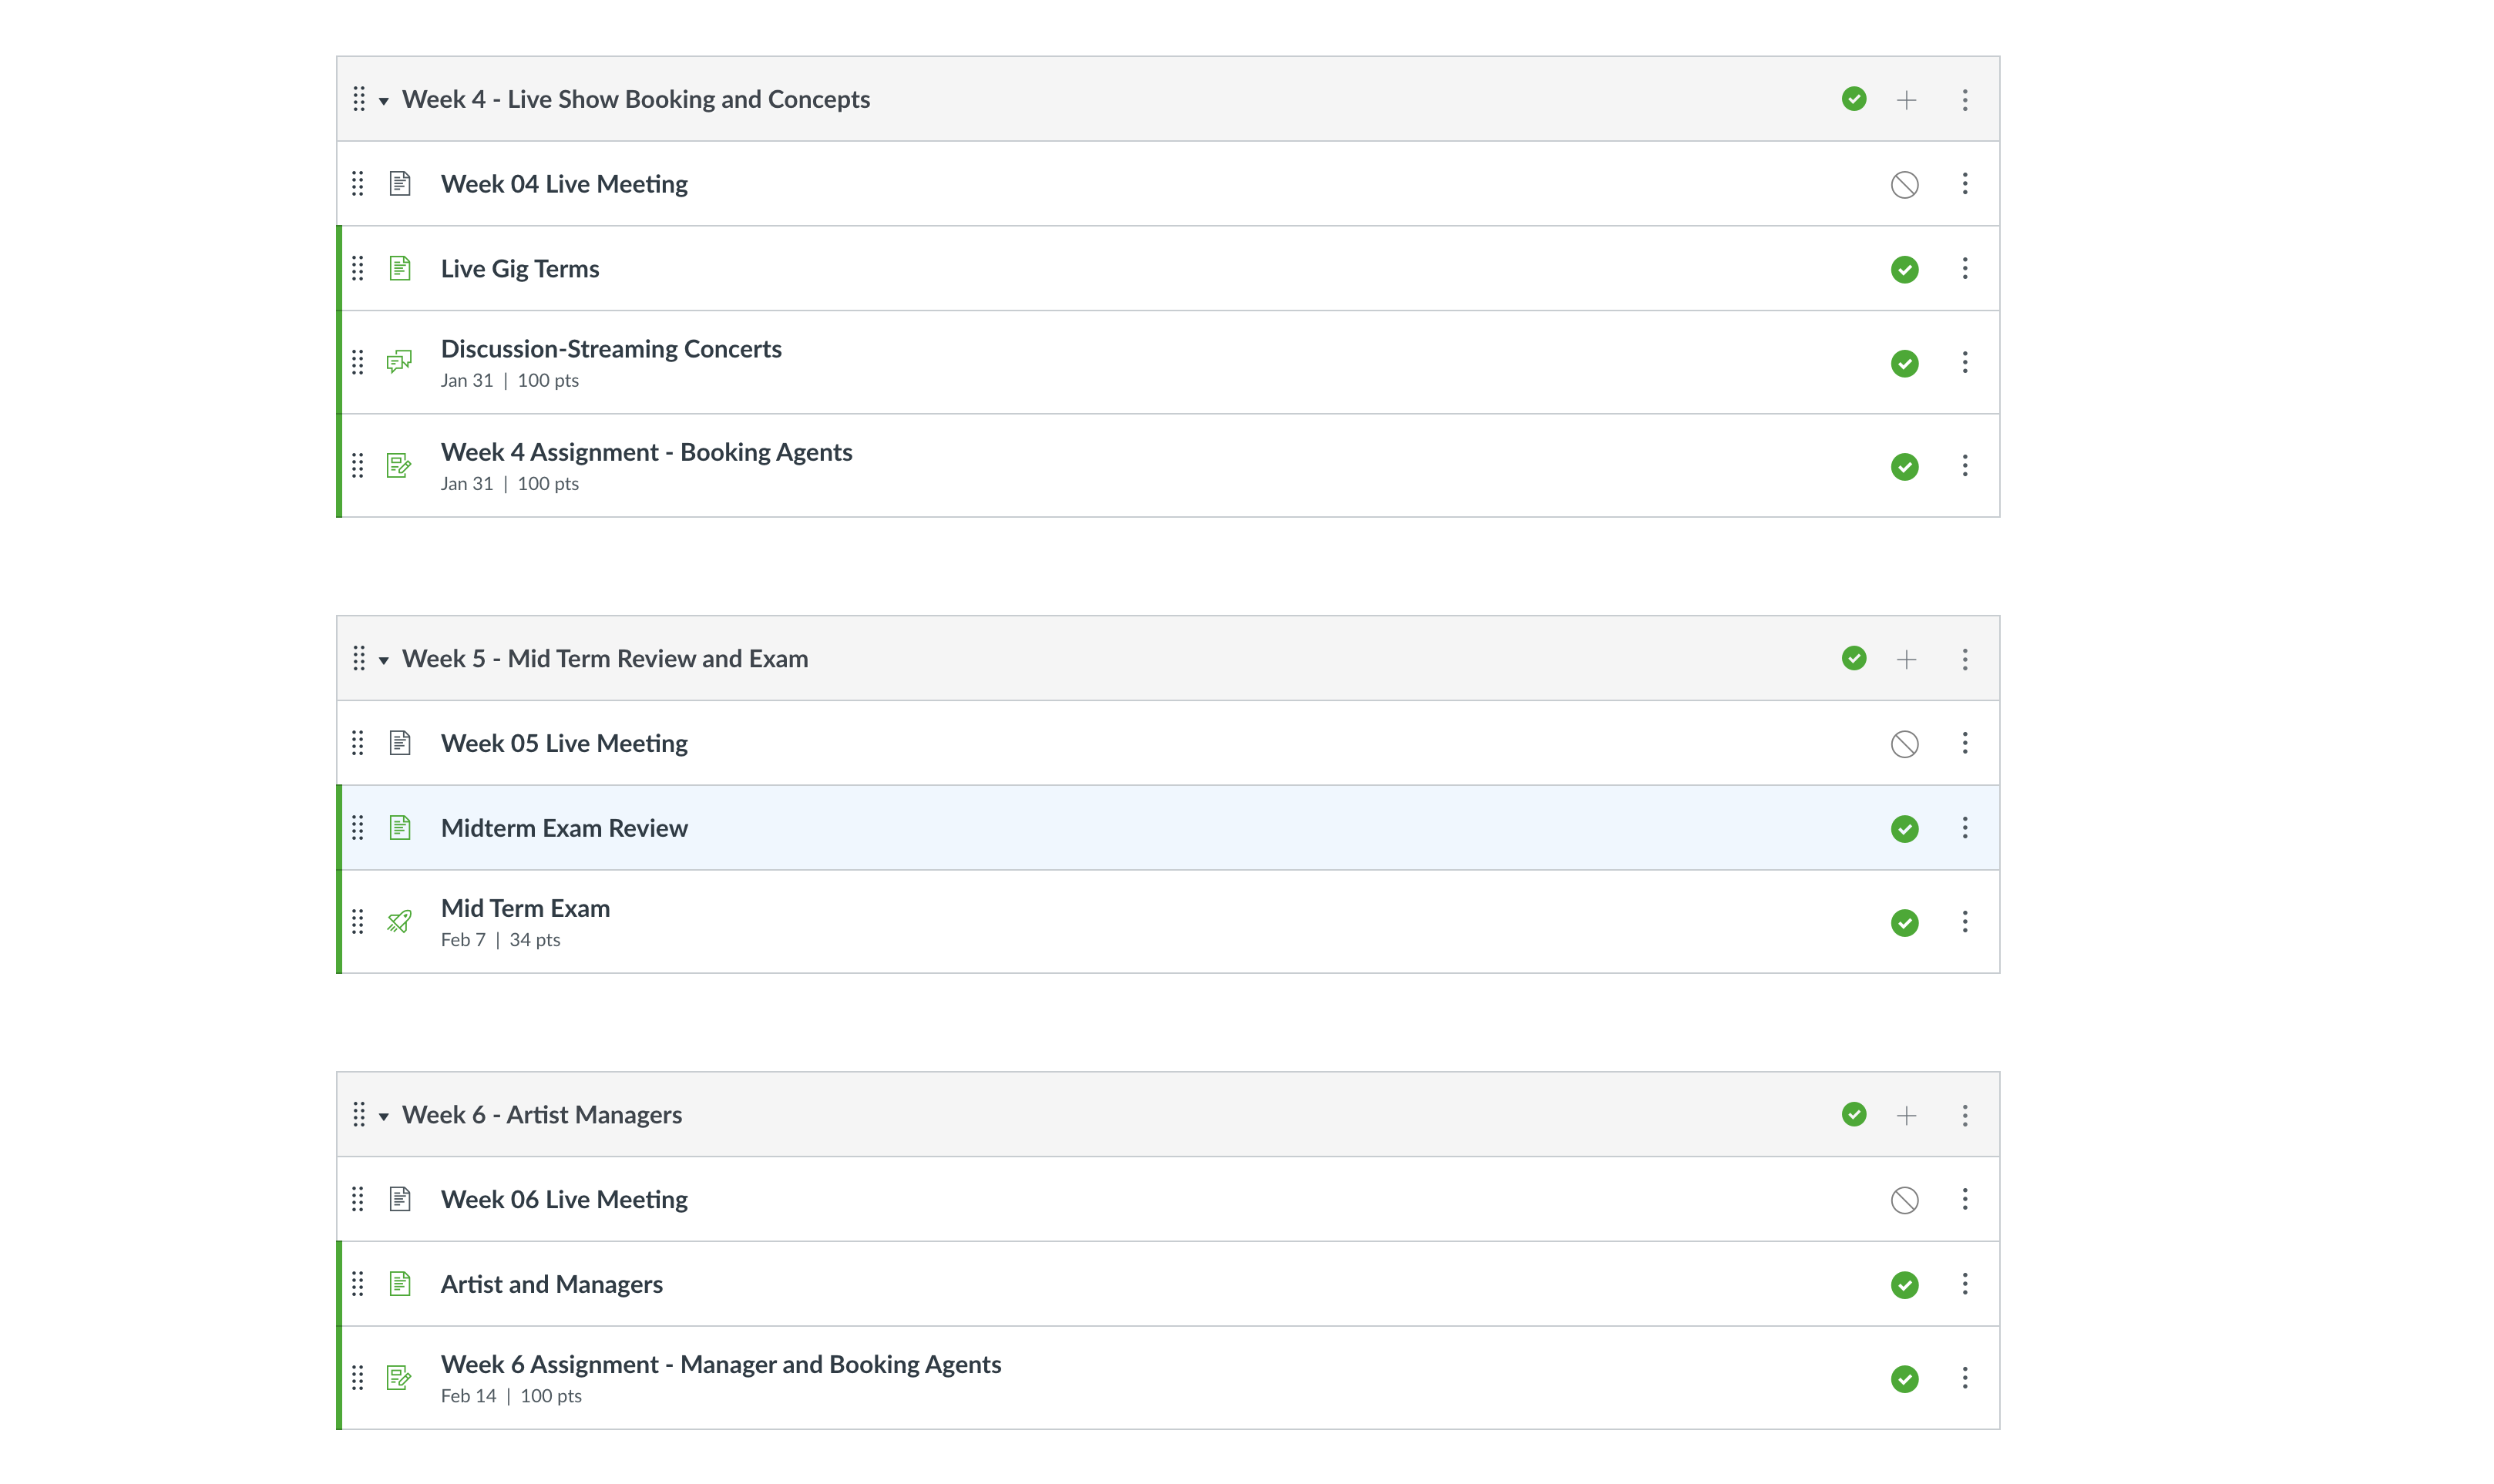 Week 4 - Live Show Booking and Concepts
Week 04 Live Meeting
Live Gig Terms
Discussion-Streaming Concerts
Jan 31 | 100 pts
Week 4 Assignment - Booking Agents
Jan 31 | 100 pts
Week 5 - Mid Term Review and Exam
Week 05 Live Meeting
Midterm Exam Review
Mid Term Exam
Feb 7 | 34 pts
Week 6 - Artist Managers
Week 06 Live Meeting
Artist and Managers
Week 6 Assignment - Manager and Booking Agents
Feb 14 | 100 pts